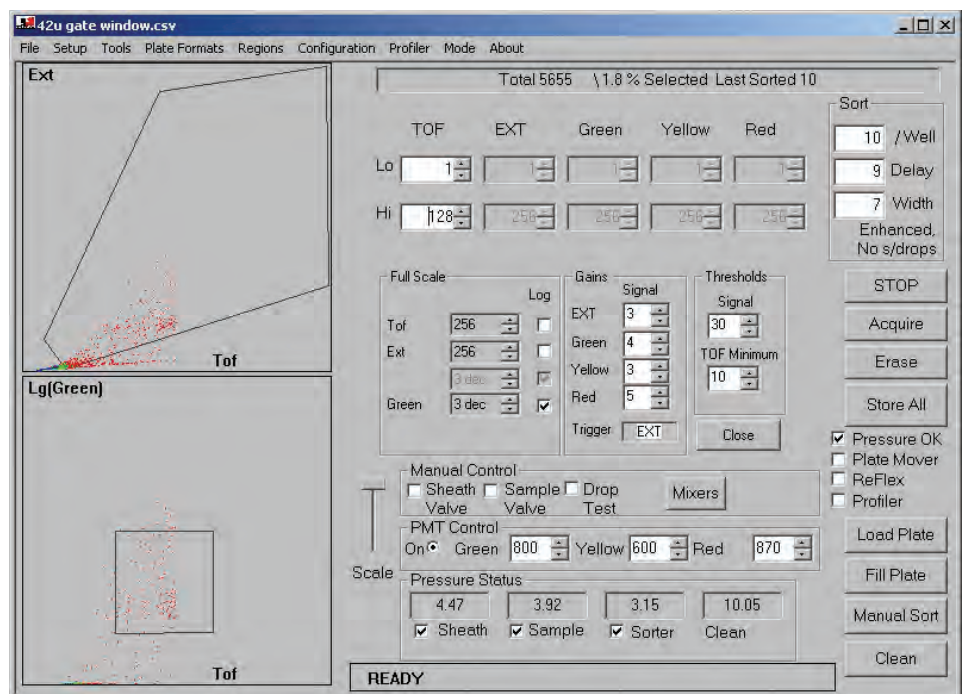 42u gate window.csv
File Setup Tools Plate Formats Regions Configuration Profiler Mode About
Ext
Tof
Lg(Green)
Tof
Total 5655 \1.8 % Selected Last Sorted 10
TOF EXT Green Yellow Red
Lo 1 1 1 1 1
Hi 128 256 256 256 256
Sort
10 /Well
9 Delay
7 Width
Enhanced,
No s/drops
Full Scale
Log
Tof 256
Ext 256
3 dec
Green 3 dec
Gains
Signal
EXT 3
Green 4
Yellow 3
Red 5
Trigger EXT
Thresholds
Signal
30
TOF Minimum
10
Close
STOP
Acquire
Erase
Store All
Pressure OK
Plate Mover
ReFlex
Profiler
Load Plate
Fill Plate
Manual Sort
Clean
Scale
Manual Control
Sheath Valve
Sample Valve
Drop Test
Mixers
PMT Control
On Green 800 Yellow 600 Red 870
Pressure Status
4.47 3.92 3.15 10.05
Sheath Sample Sorter Clean
READY